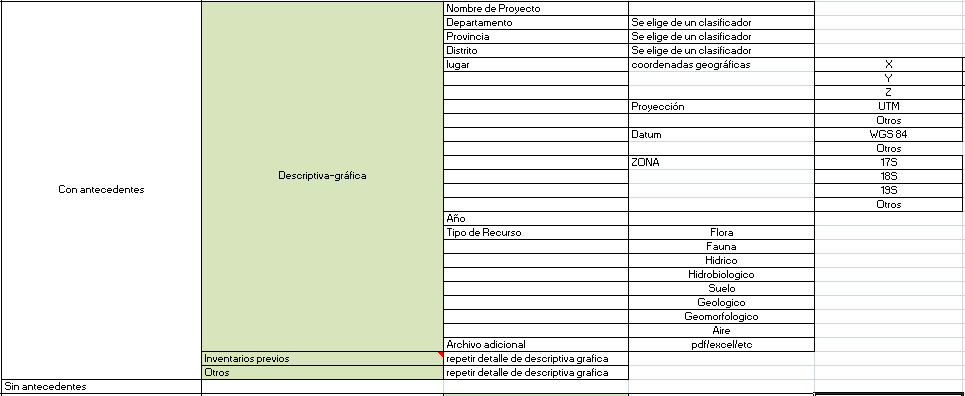 Nombre de Proyecto
Departamento Se elige de un clasificador
Provincia Se elige de un clasificador
Distrito Se elige de un clasificador
lugar coordenadas geográficas X
Y
Z
Proyección UTM
Otros
Datum WGS 84
Otros
ZONA 17S
Descriptiva-gráfica 18S
Con antecedentes 19S
Otros
Año
Tipo de Recurso Flora
Fauna
Hidrico
Hidrobiologico
Suelo
Geologico
Geomorfologico
Aire
Archivo adicional pdf/excel/etc
Inventarios previos repetir detalle de descriptiva grafica
Otros repetir detalle de descriptiva grafica
Sin antecedentes